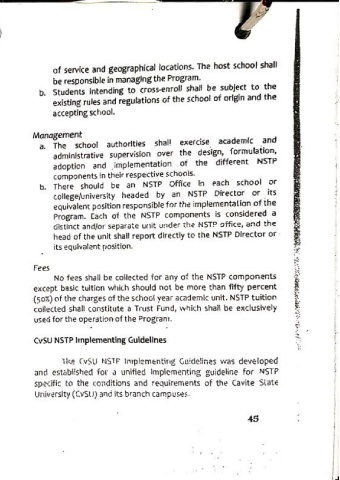 of service and geographical locations. The host school shall
be responsible in managing the Program.
b. Students intending to cross-enroll shall be subject to the
existing rules and regulations of the school of origin and the
accepting school.
Management
a. The school authorities shall exercise academic and
administrative supervision over the design, formulation,
adoption and implementation of the different NSTP
components in their respective schools.
b. There should be an NSTP Office in each school or
college/university headed by an NSTP Director or its
equivalent position responsible for the implementation of the
Program. Each of the NSTP components is considered a
distinct and/or separate unit under the NSTP office, and the
head of the unit shall report directly to the NSTP Director or
its equivalent position.
Fees
No fees shall be collected for any of the NSTP components
except basic tuition which should not be more than fifty percent
(50%) of the charges of the school year academic unit. NSTP tuition
collected shall constitute a Trust Fund, which shall be exclusively
used for the operation of the Program.
CvSU NSTP Implementing Guidelines
The CvSU NSTP Implementing Guidelines was developed
and established for a unified implementing guideline for NSTP
specific to the conditions and requirements of the Cavite State
University (CvSU) and its branch campuses.
45